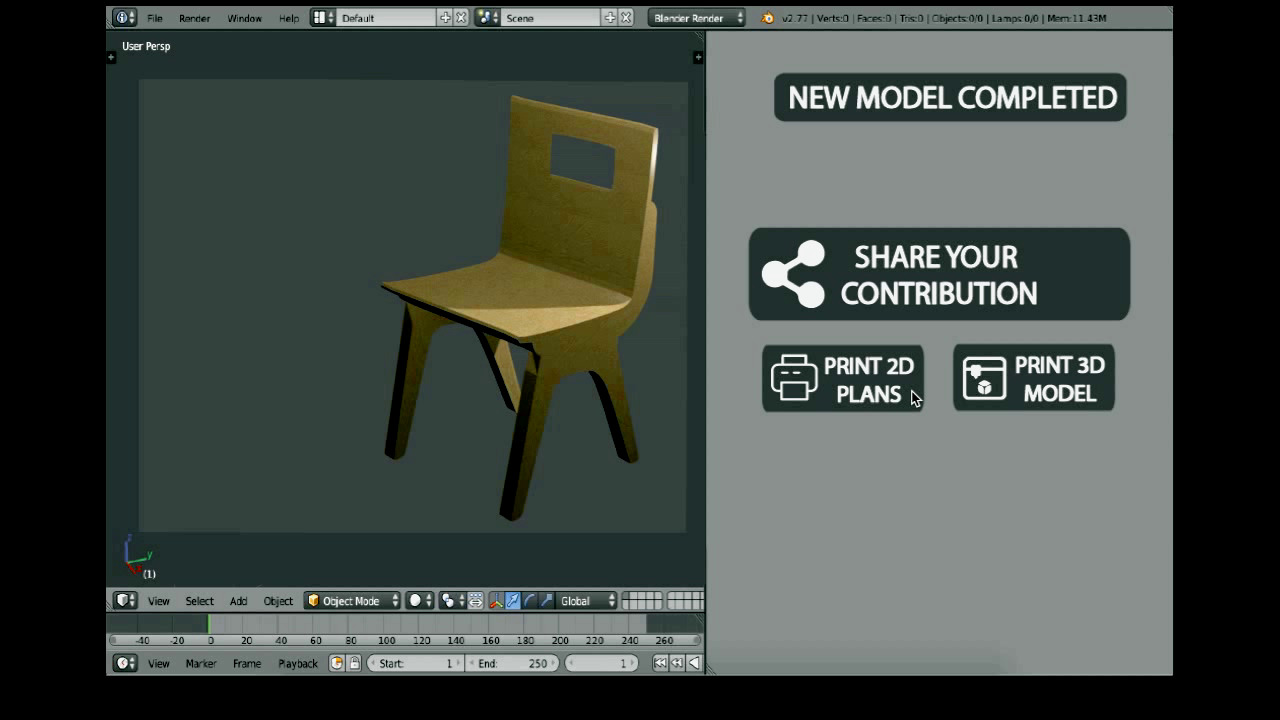 File Render Window Help Default Scene Blender Render v2.77 | Verts:0 | Faces:0 | Tris:0 | Objects:0/0 | Lamps:0/0 | Mem:11.43M
User Persp
NEW MODEL COMPLETED
SHARE YOUR
CONTRIBUTION
PRINT 2D
PLANS
PRINT 3D
MODEL
z
y
x
(1)
View Select Add Object Object Mode Global
-40 -20 0 20 40 60 80 100 120 140 160 180 200 220 240 260
View Marker Frame Playback Start: 1 End: 250 1